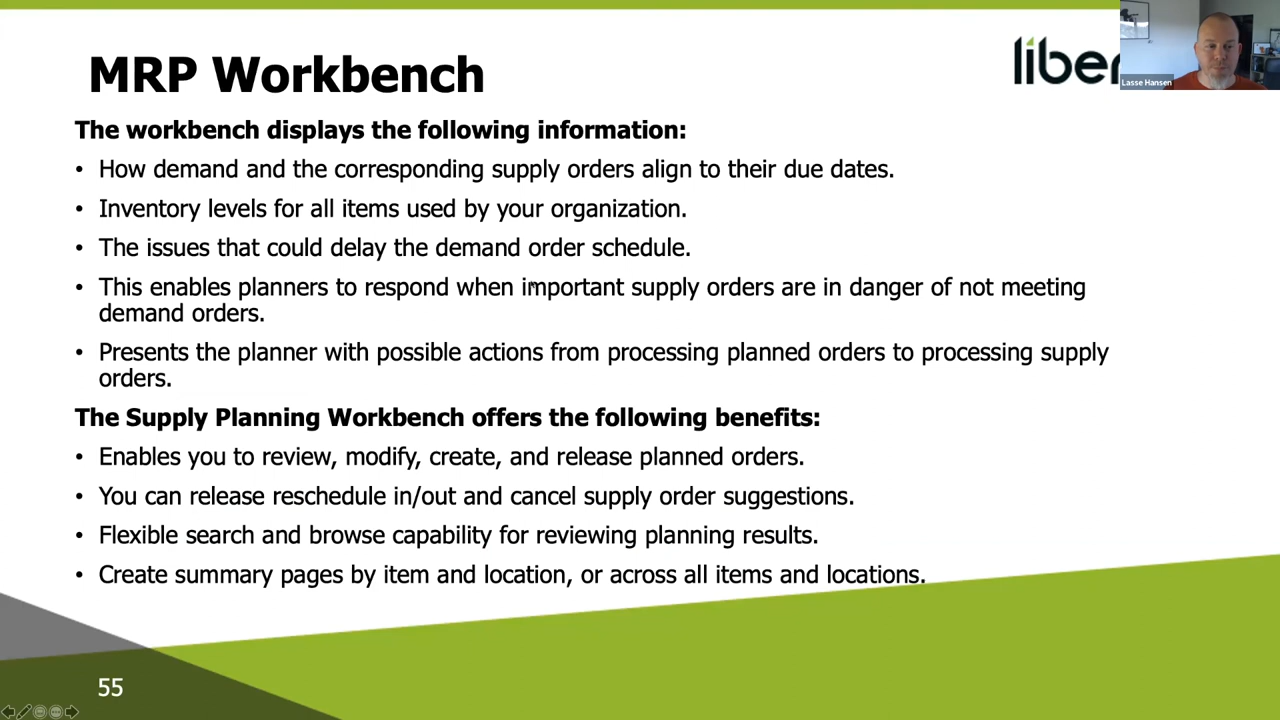 MRP Workbench
liber
Lasse Hansen
The workbench displays the following information:
• How demand and the corresponding supply orders align to their due dates.
• Inventory levels for all items used by your organization.
• The issues that could delay the demand order schedule.
• This enables planners to respond when important supply orders are in danger of not meeting
demand orders.
• Presents the planner with possible actions from processing planned orders to processing supply
orders.
The Supply Planning Workbench offers the following benefits:
• Enables you to review, modify, create, and release planned orders.
• You can release reschedule in/out and cancel supply order suggestions.
• Flexible search and browse capability for reviewing planning results.
• Create summary pages by item and location, or across all items and locations.
55